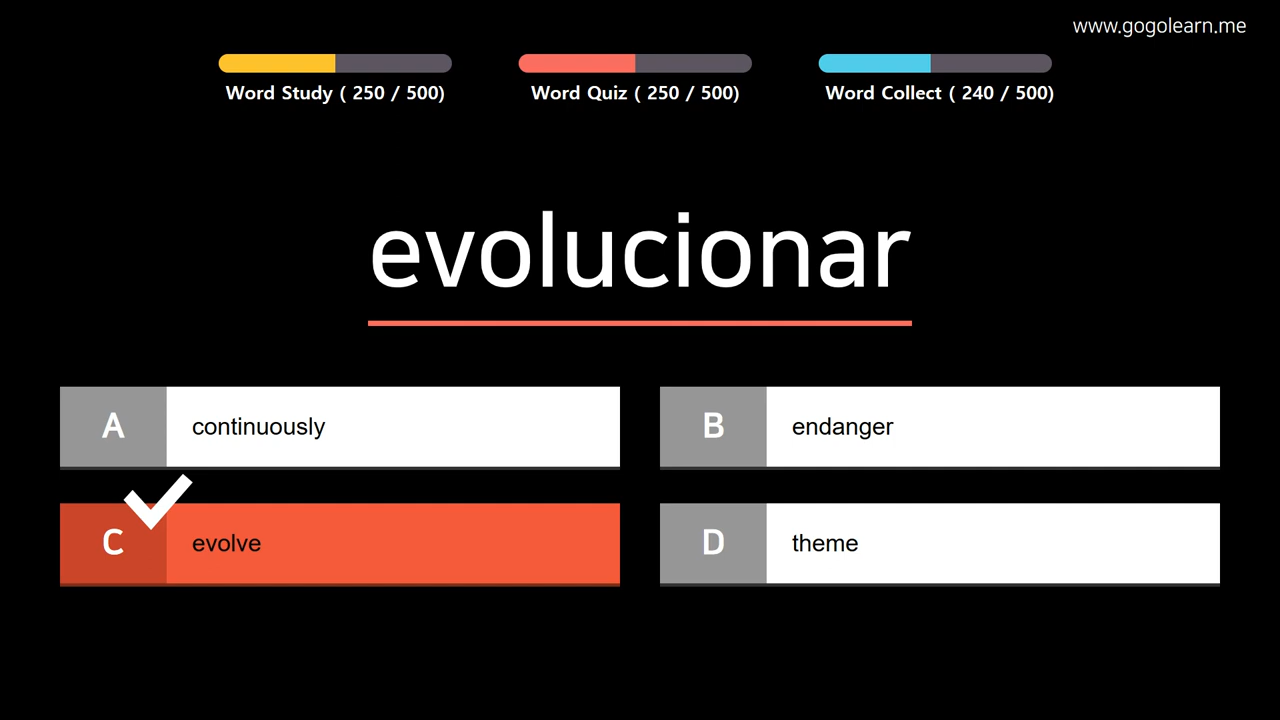 www.gogolearn.me
Word Study ( 250 / 500)
Word Quiz ( 250 / 500)
Word Collect ( 240 / 500)
evolucionar
A continuously
B endanger
C evolve
D theme